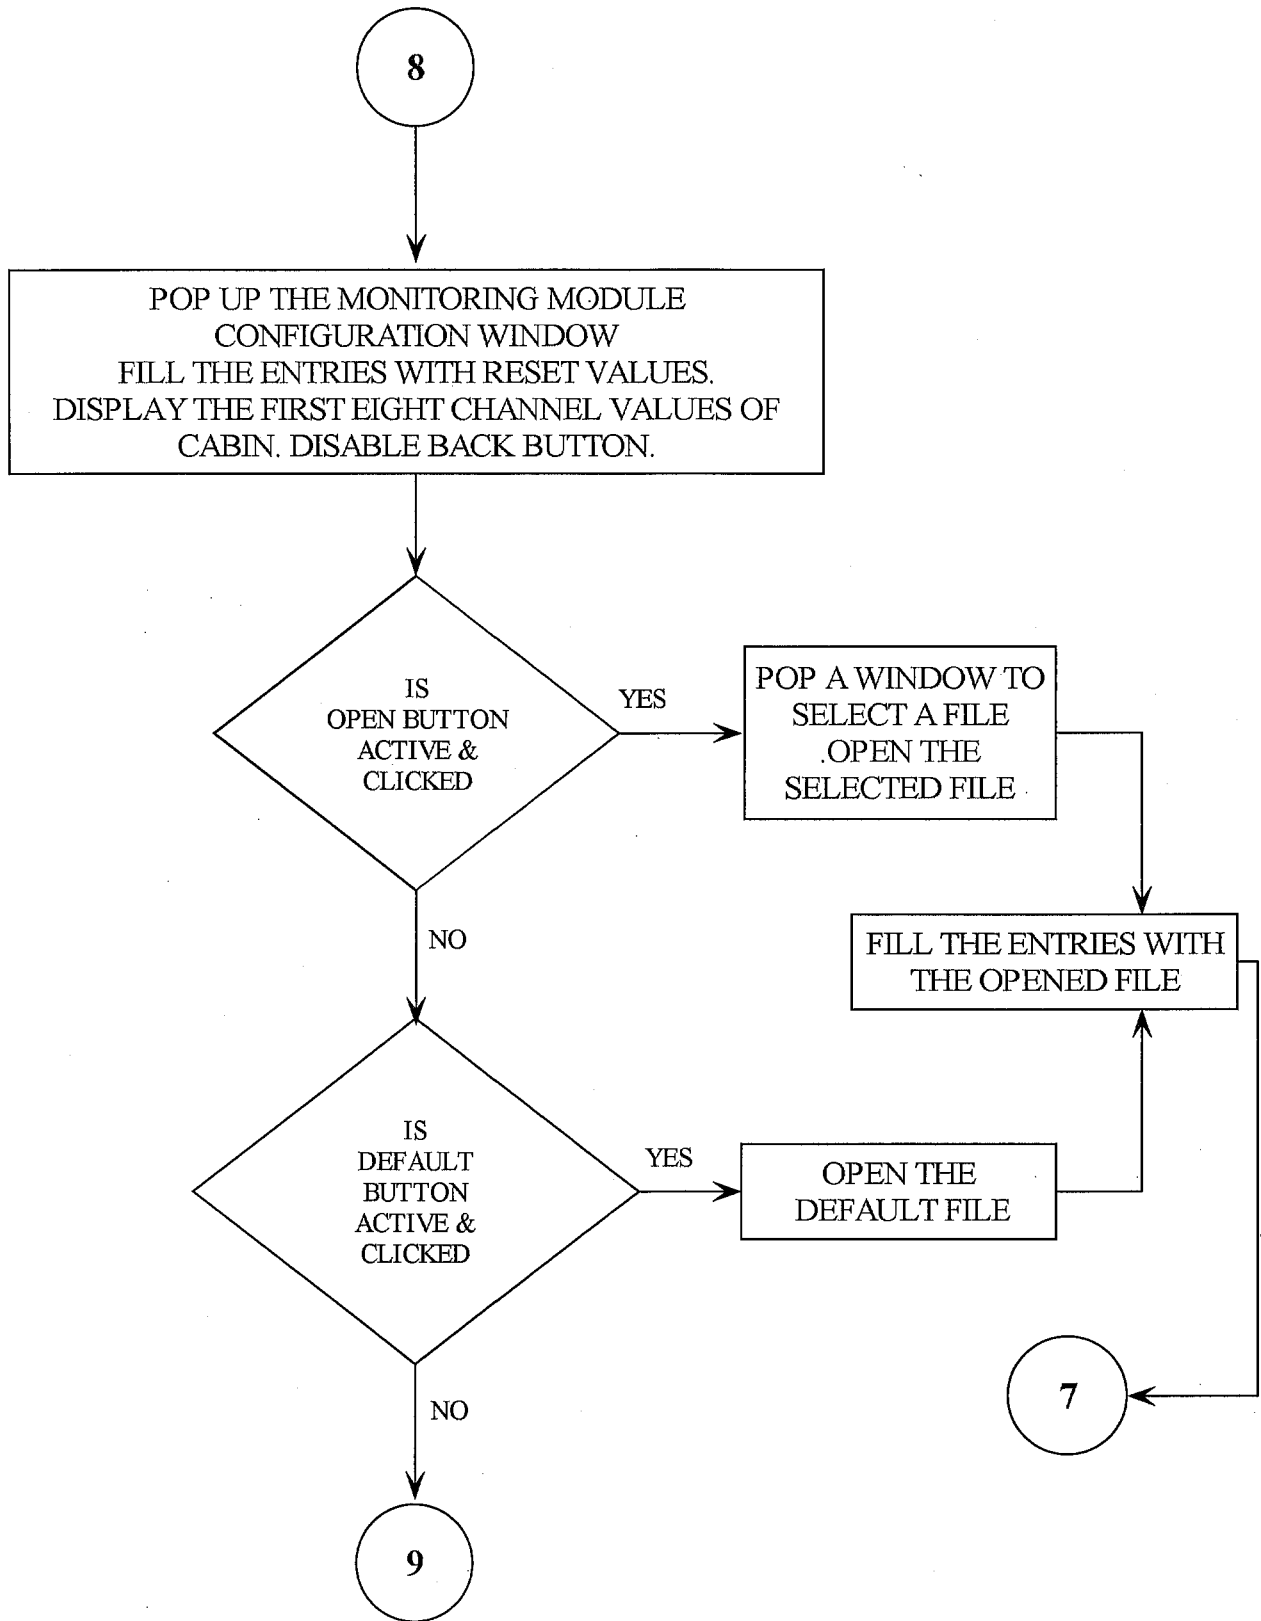 8
POP UP THE MONITORING MODULE
CONFIGURATION WINDOW
FILL THE ENTRIES WITH RESET VALUES.
DISPLAY THE FIRST EIGHT CHANNEL VALUES OF
CABIN. DISABLE BACK BUTTON.
IS
OPEN BUTTON
ACTIVE &
CLICKED
YES
POP A WINDOW TO
SELECT A FILE
.OPEN THE
SELECTED FILE
NO
FILL THE ENTRIES WITH
THE OPENED FILE
IS
DEFAULT
BUTTON
ACTIVE &
CLICKED
YES
OPEN THE
DEFAULT FILE
7
NO
9